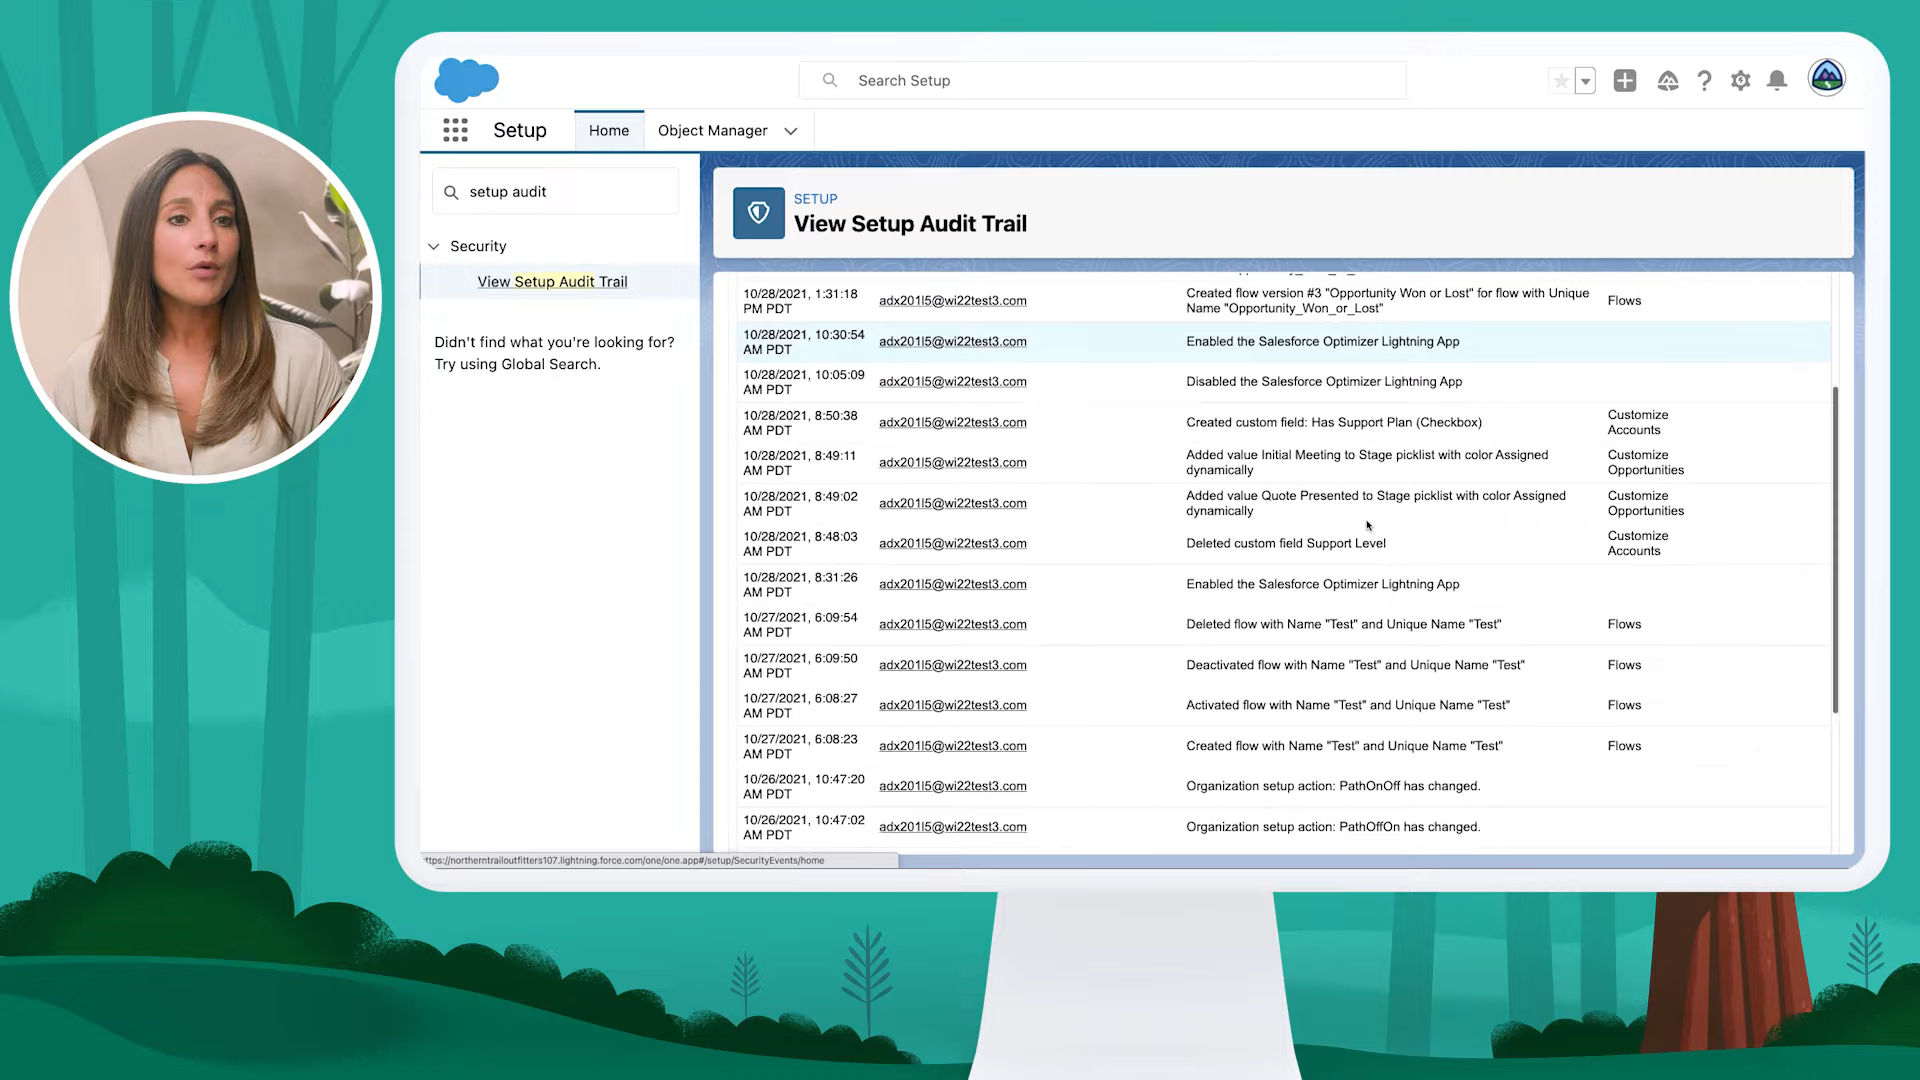 Search Setup
Setup
Home
Object Manager
setup audit
Security
View Setup Audit Trail
Didn't find what you're looking for?
Try using Global Search.
SETUP
View Setup Audit Trail
10/28/2021, 1:31:18
PM PDT
adx201l5@wi22test3.com
Created flow version #3 "Opportunity Won or Lost" for flow with Unique
Name "Opportunity_Won_or_Lost"
Flows
10/28/2021, 10:30:54
AM PDT
adx201l5@wi22test3.com
Enabled the Salesforce Optimizer Lightning App
10/28/2021, 10:05:09
AM PDT
adx201l5@wi22test3.com
Disabled the Salesforce Optimizer Lightning App
10/28/2021, 8:50:38
AM PDT
adx201l5@wi22test3.com
Created custom field: Has Support Plan (Checkbox)
Customize
Accounts
10/28/2021, 8:49:11
AM PDT
adx201l5@wi22test3.com
Added value Initial Meeting to Stage picklist with color Assigned
dynamically
Customize
Opportunities
10/28/2021, 8:49:02
AM PDT
adx201l5@wi22test3.com
Added value Quote Presented to Stage picklist with color Assigned
dynamically
Customize
Opportunities
10/28/2021, 8:48:03
AM PDT
adx201l5@wi22test3.com
Deleted custom field Support Level
Customize
Accounts
10/28/2021, 8:31:26
AM PDT
adx201l5@wi22test3.com
Enabled the Salesforce Optimizer Lightning App
10/27/2021, 6:09:54
AM PDT
adx201l5@wi22test3.com
Deleted flow with Name "Test" and Unique Name "Test"
Flows
10/27/2021, 6:09:50
AM PDT
adx201l5@wi22test3.com
Deactivated flow with Name "Test" and Unique Name "Test"
Flows
10/27/2021, 6:08:27
AM PDT
adx201l5@wi22test3.com
Activated flow with Name "Test" and Unique Name "Test"
Flows
10/27/2021, 6:08:23
AM PDT
adx201l5@wi22test3.com
Created flow with Name "Test" and Unique Name "Test"
Flows
10/26/2021, 10:47:20
AM PDT
adx201l5@wi22test3.com
Organization setup action: PathOnOff has changed.
10/26/2021, 10:47:02
AM PDT
adx201l5@wi22test3.com
Organization setup action: PathOffOn has changed.
ttps://northerntrailoutfitters107.lightning.force.com/one/one.app#/setup/SecurityEvents/home